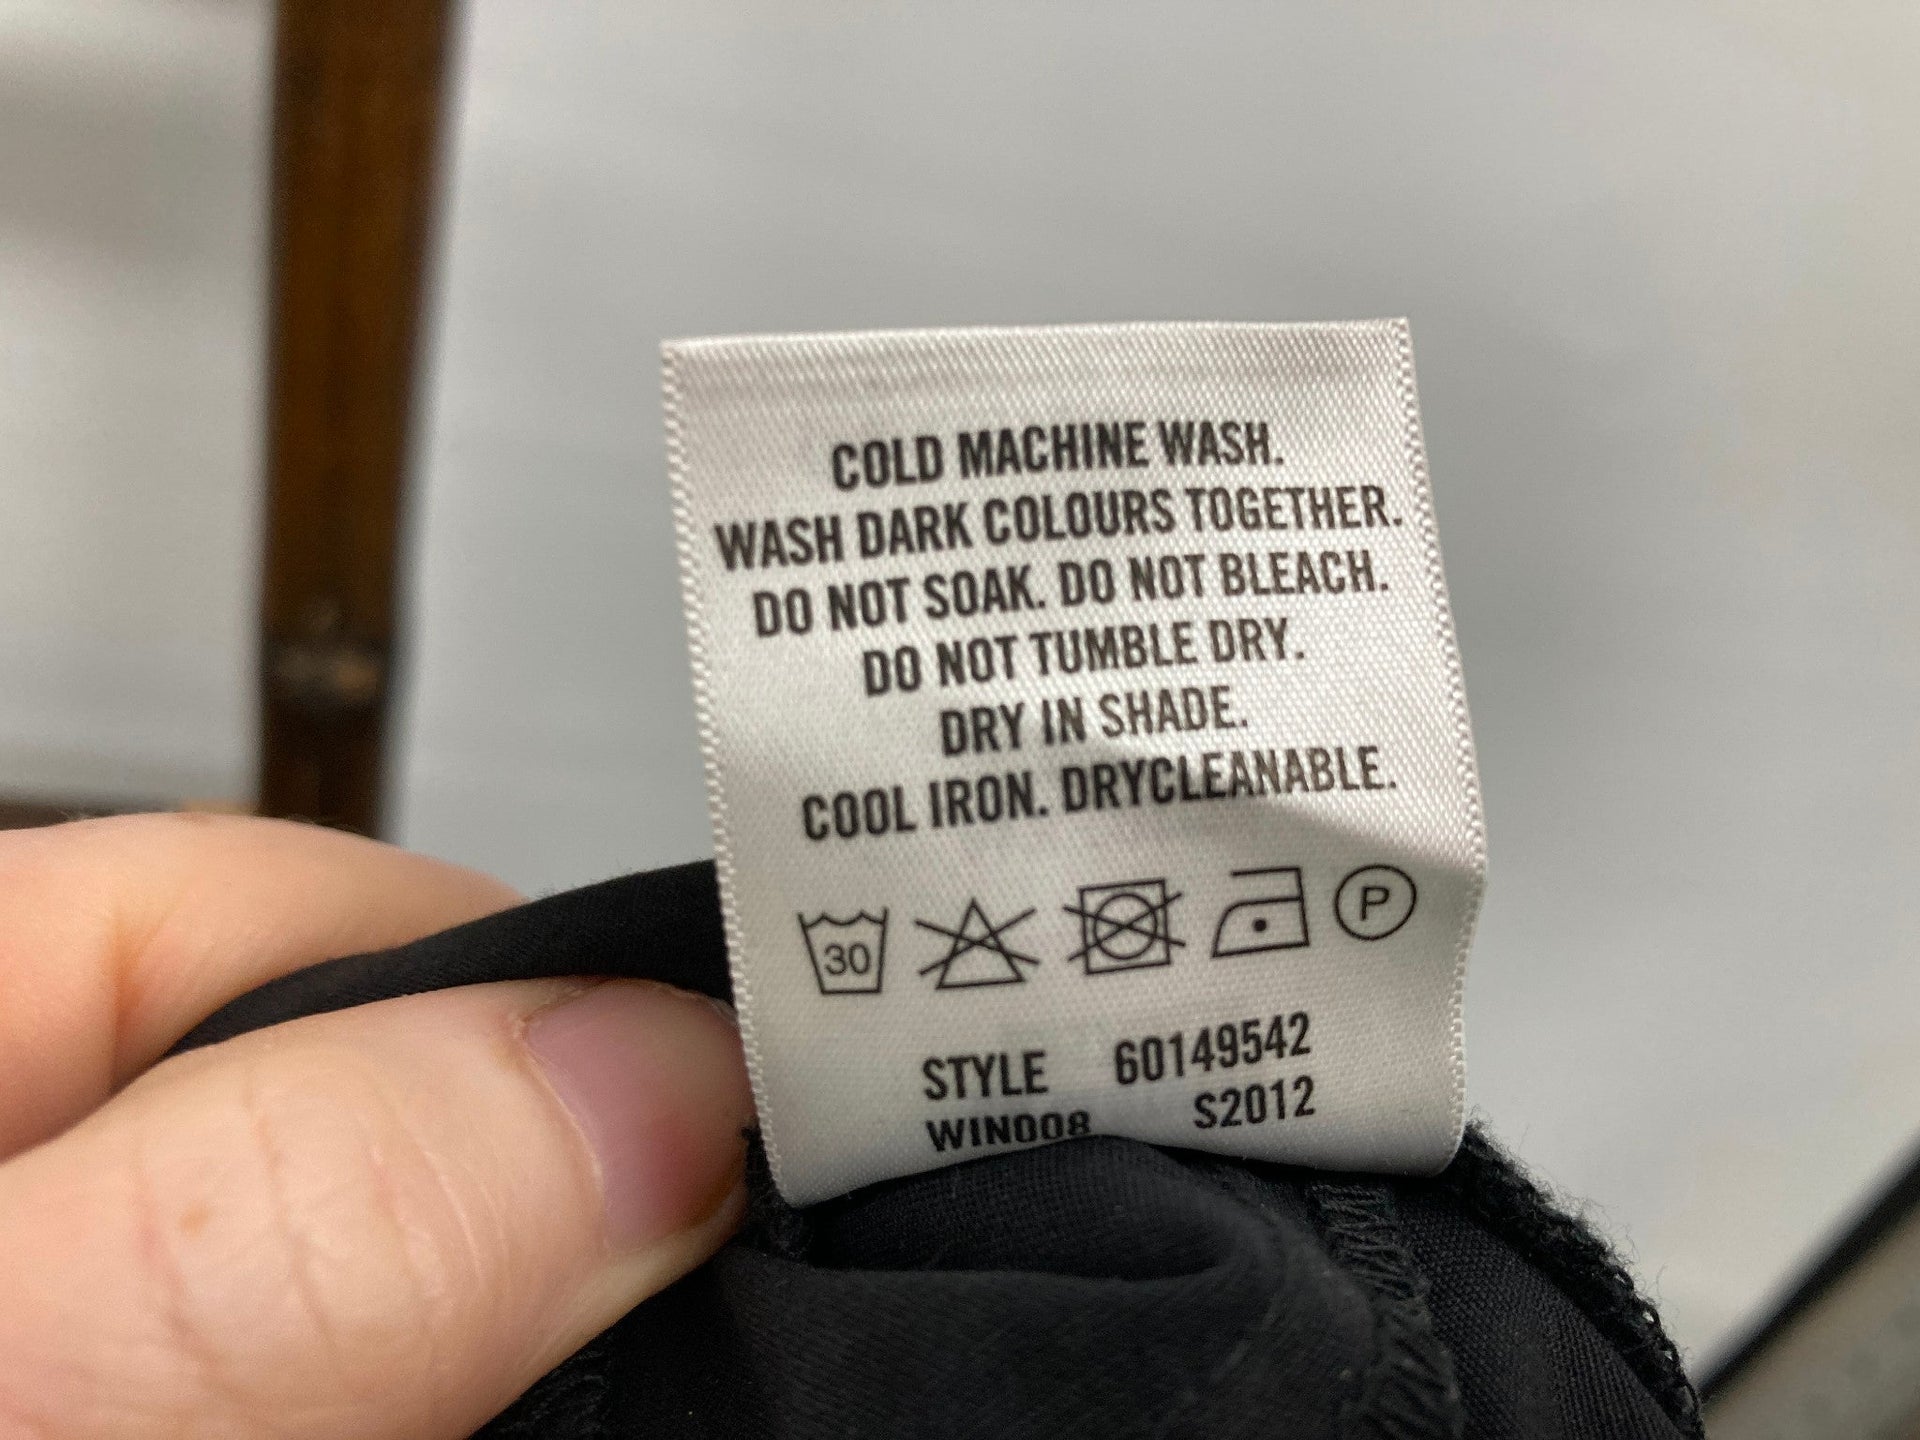 COLD MACHINE WASH.
WASH DARK COLOURS TOGETHER.
DO NOT SOAK. DO NOT BLEACH.
DO NOT TUMBLE DRY.
DRY IN SHADE.
COOL IRON. DRYCLEANABLE.
30 P
STYLE 60149542
WIN008 S2012